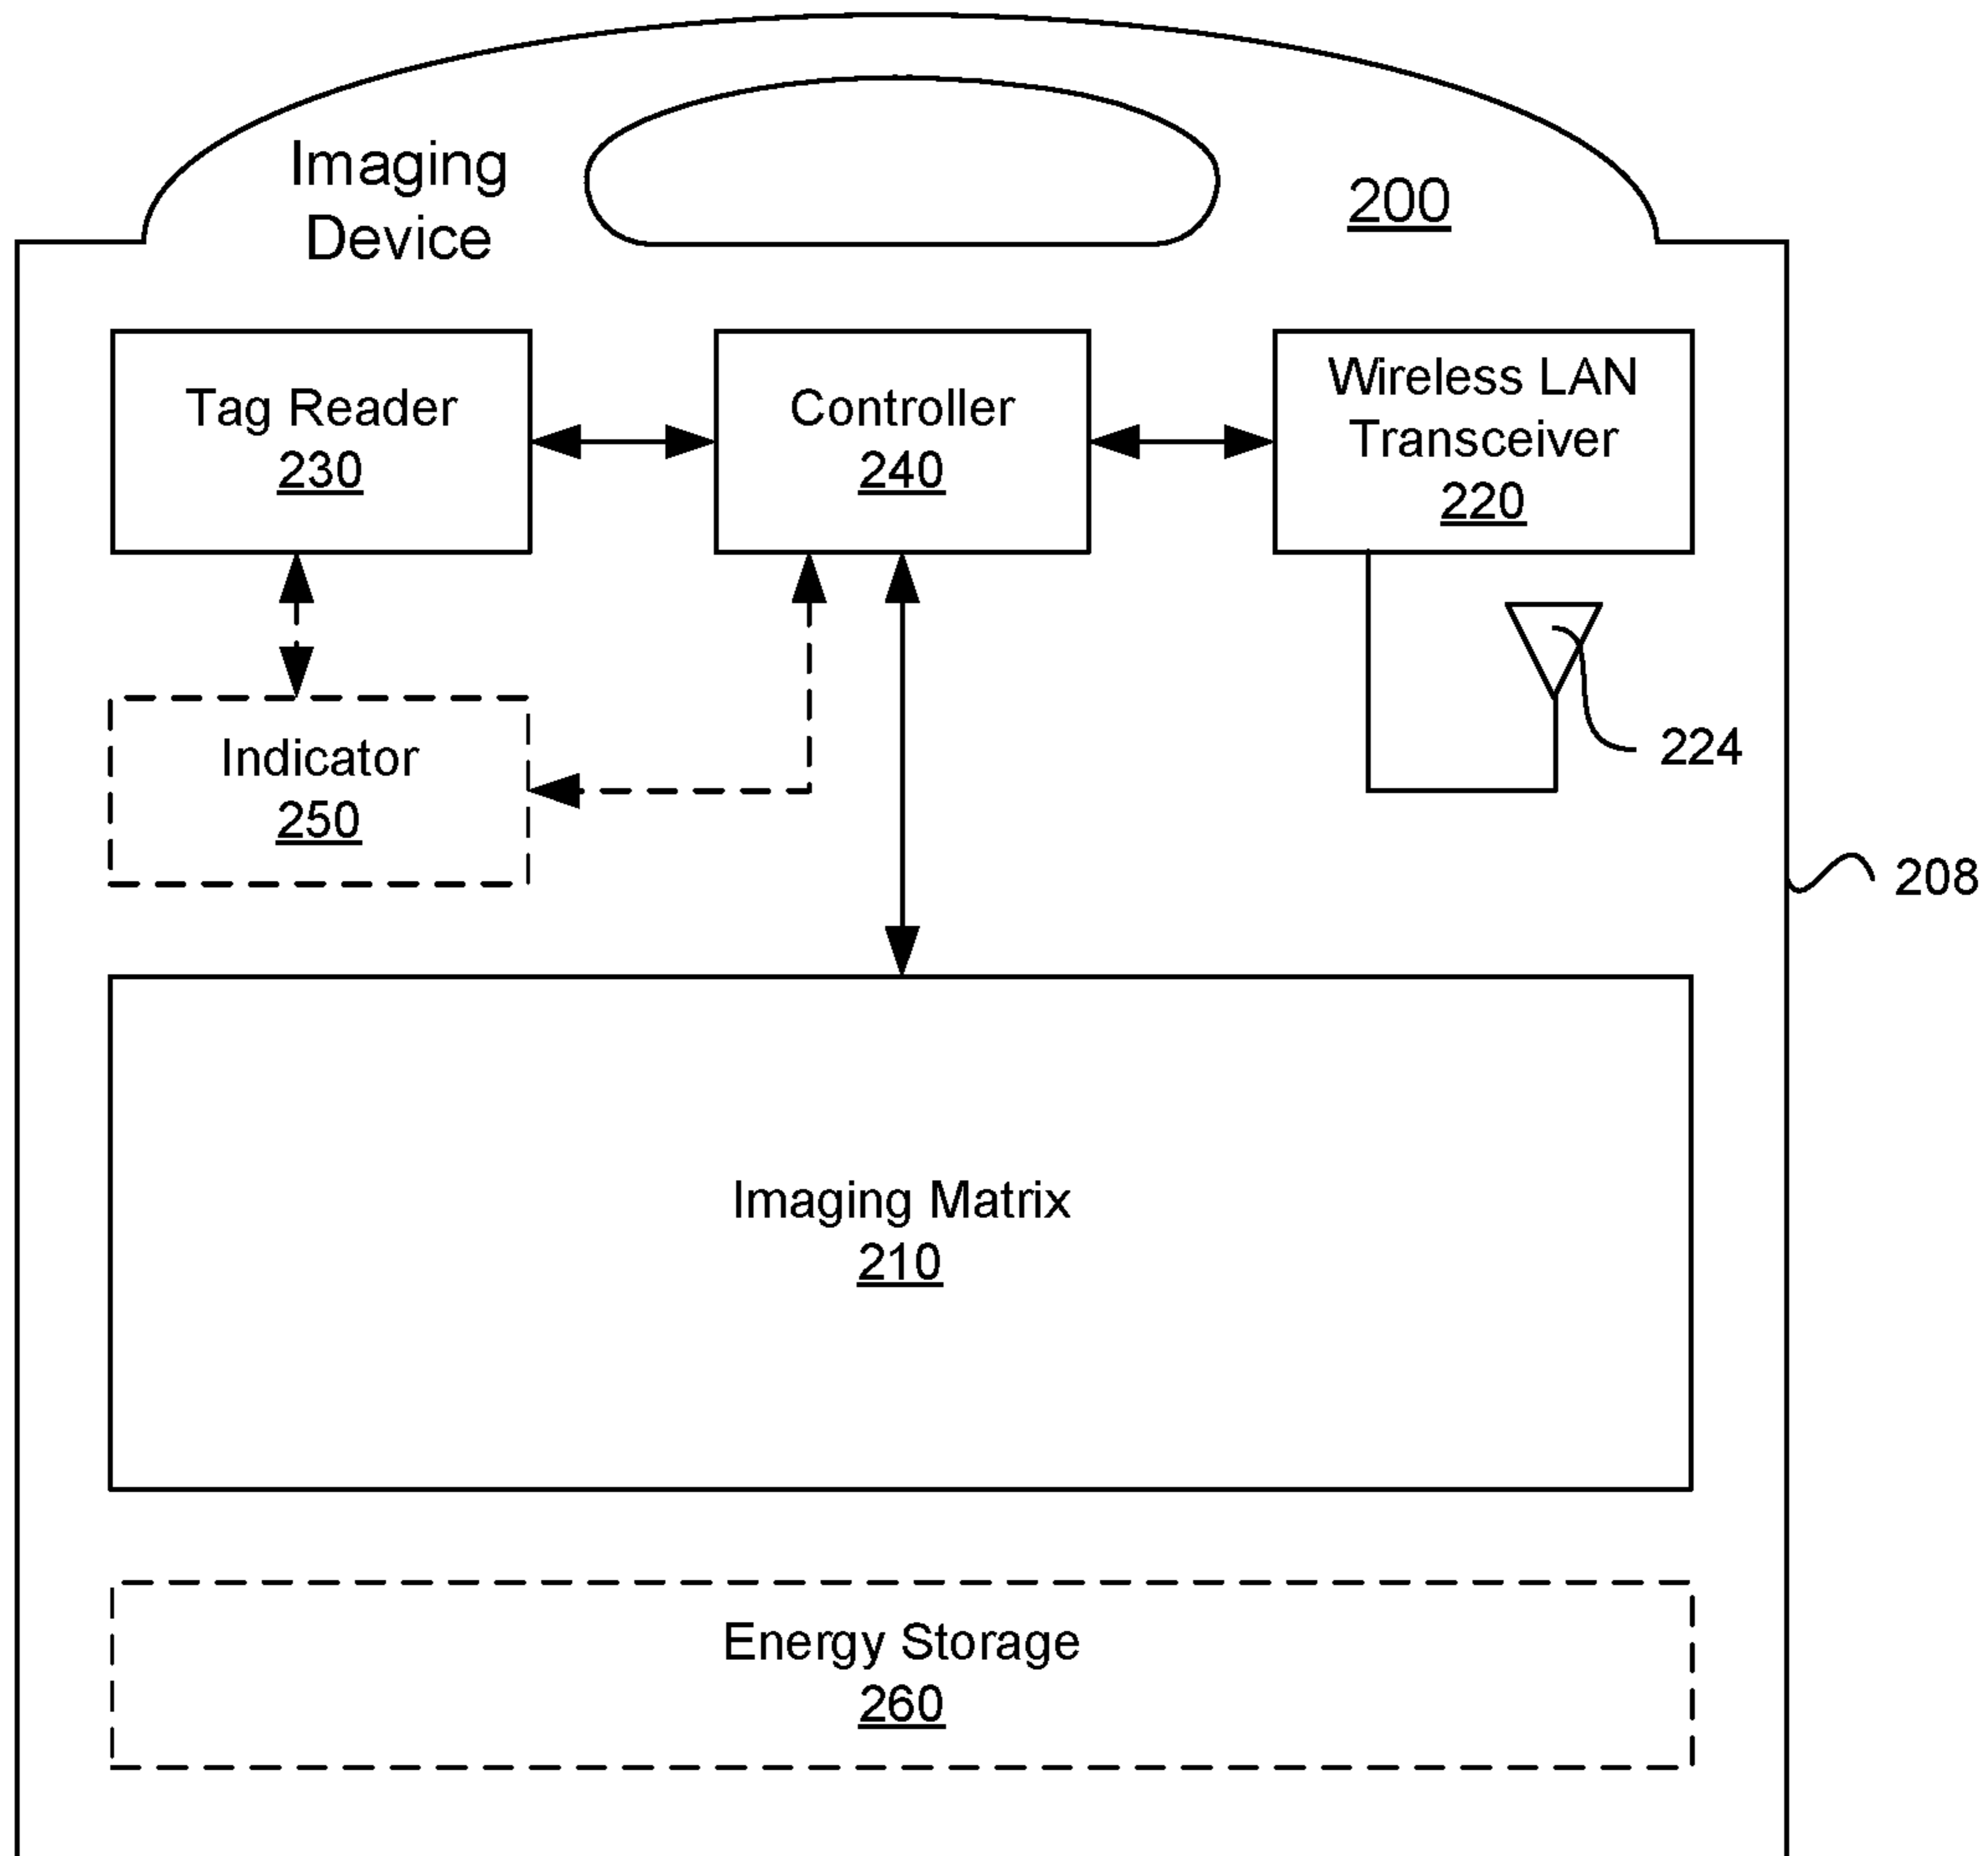 Imaging
Device
200
Tag Reader
230
Controller
240
Wireless LAN
Transceiver
220
Indicator
250
224
208
Imaging Matrix
210
Energy Storage
260